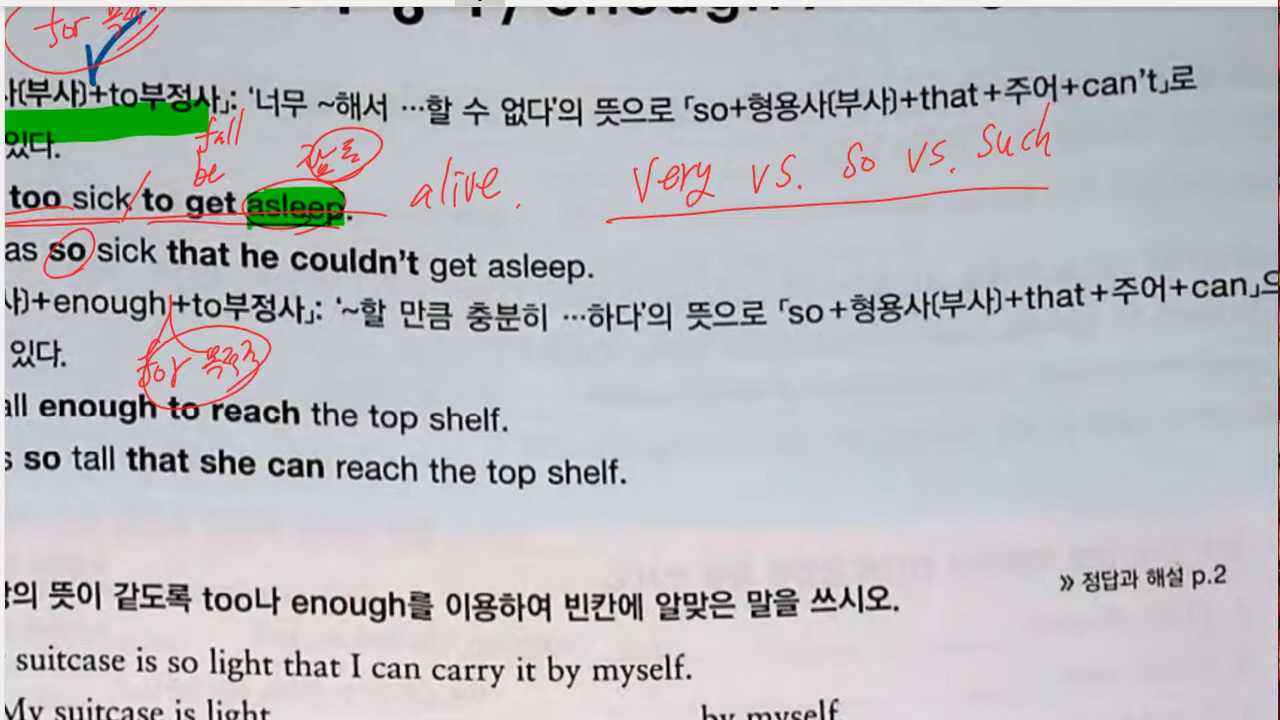 for 목적격
enough
사(부사)+to부정사」: ‘너무 ~해서 …할 수 없다’의 뜻으로 「so+형용사(부사)+that+주어+can’t」로
있다.
fall
be
잠든
alive.
very vs. so vs. such
too sick to get asleep.
as so sick that he couldn’t get asleep.
사)+enough+to부정사」: ‘~할 만큼 충분히 …하다’의 뜻으로 「so+형용사(부사)+that+주어+can」으
있다.
for 목적격
all enough to reach the top shelf.
s so tall that she can reach the top shelf.
의 뜻이 같도록 too나 enough를 이용하여 빈칸에 알맞은 말을 쓰시오.
» 정답과 해설 p.2
suitcase is so light that I can carry it by myself.
My suitcase is light by myself.